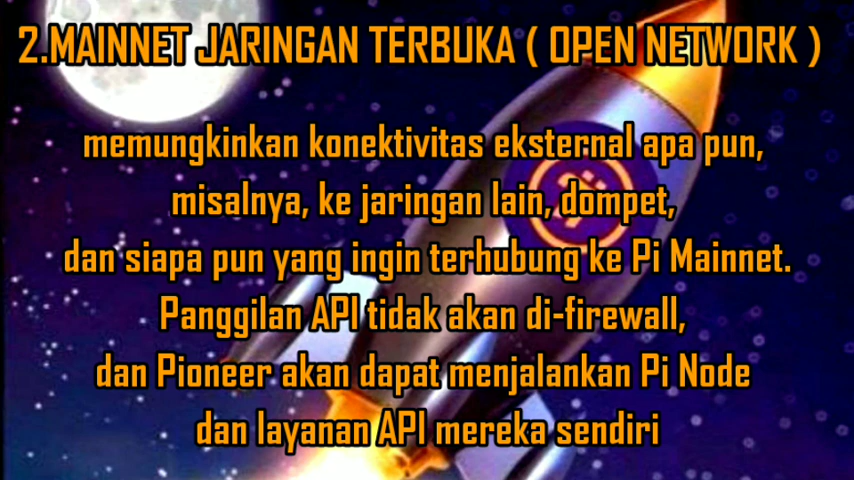 2.MAINNET JARINGAN TERBUKA ( OPEN NETWORK )
memungkinkan konektivitas eksternal apa pun,
misalnya, ke jaringan lain, dompet,
dan siapa pun yang ingin terhubung ke Pi Mainnet.
Panggilan API tidak akan di-firewall,
dan Pioneer akan dapat menjalankan Pi Node
dan layanan API mereka sendiri